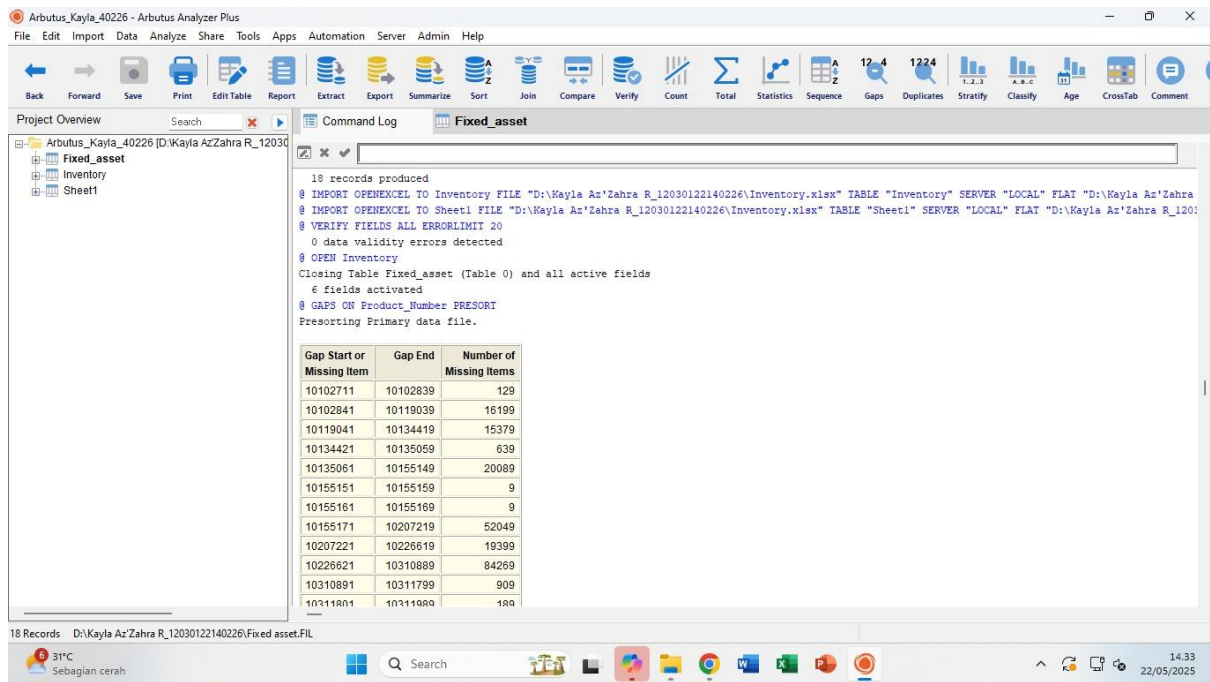 Arbutus_Kayla_40226 - Arbutus Analyzer Plus
File Edit Import Data Analyze Share Tools Apps Automation Server Admin Help
Back Forward Save Print Edit Table Report Extract Export Summarize Sort Join Compare Verify Count Total Statistics Sequence Gaps Duplicates Stratify Classify Age CrossTab Comment
Project Overview Search Command Log Fixed_asset
Arbutus_Kayla_40226 [D:\Kayla Az'Zahra R_12030
Fixed_asset
Inventory
Sheet1
18 records produced
@ IMPORT OPENEXCEL TO Inventory FILE "D:\Kayla Az'Zahra R_12030122140226\Inventory.xlsx" TABLE "Inventory" SERVER "LOCAL" FLAT "D:\Kayla Az'Zahra
@ IMPORT OPENEXCEL TO Sheet1 FILE "D:\Kayla Az'Zahra R_12030122140226\Inventory.xlsx" TABLE "Sheet1" SERVER "LOCAL" FLAT "D:\Kayla Az'Zahra R_1203
@ VERIFY FIELDS ALL ERRORLIMIT 20
0 data validity errors detected
@ OPEN Inventory
Closing Table Fixed_asset (Table 0) and all active fields
6 fields activated
@ GAPS ON Product_Number PRESORT
Presorting Primary data file.
Gap Start or Gap End Number of
Missing Item Missing Items
10102711 10102839 129
10102841 10119039 16199
10119041 10134419 15379
10134421 10135059 639
10135061 10155149 20089
10155151 10155159 9
10155161 10155169 9
10155171 10207219 52049
10207221 10226619 19399
10226621 10310889 84269
10310891 10311799 909
10311801 10311989 189
18 Records D:\Kayla Az'Zahra R_12030122140226\Fixed asset.FIL
6 31°C
Sebagian cerah
Search
14.33
22/05/2025